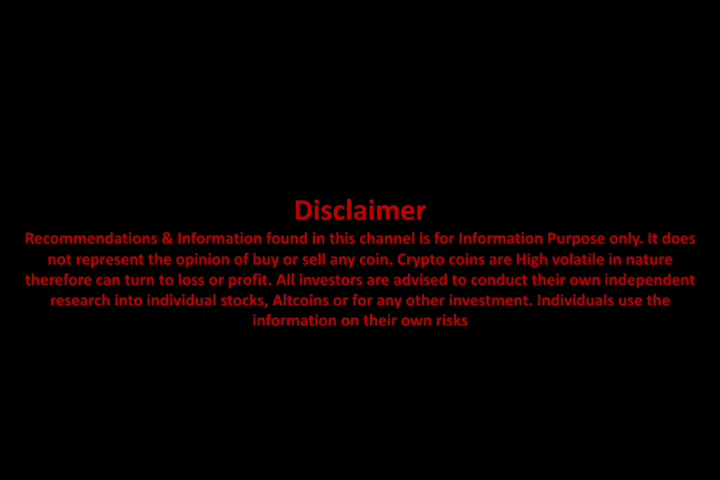 Disclaimer
Recommendations & Information found in this channel is for Information Purpose only. It does
not represent the opinion of buy or sell any coin. Crypto coins are High volatile in nature
therefore can turn to loss or profit. All investors are advised to conduct their own independent
research into individual stocks, Altcoins or for any other investment. Individuals use the
information on their own risks